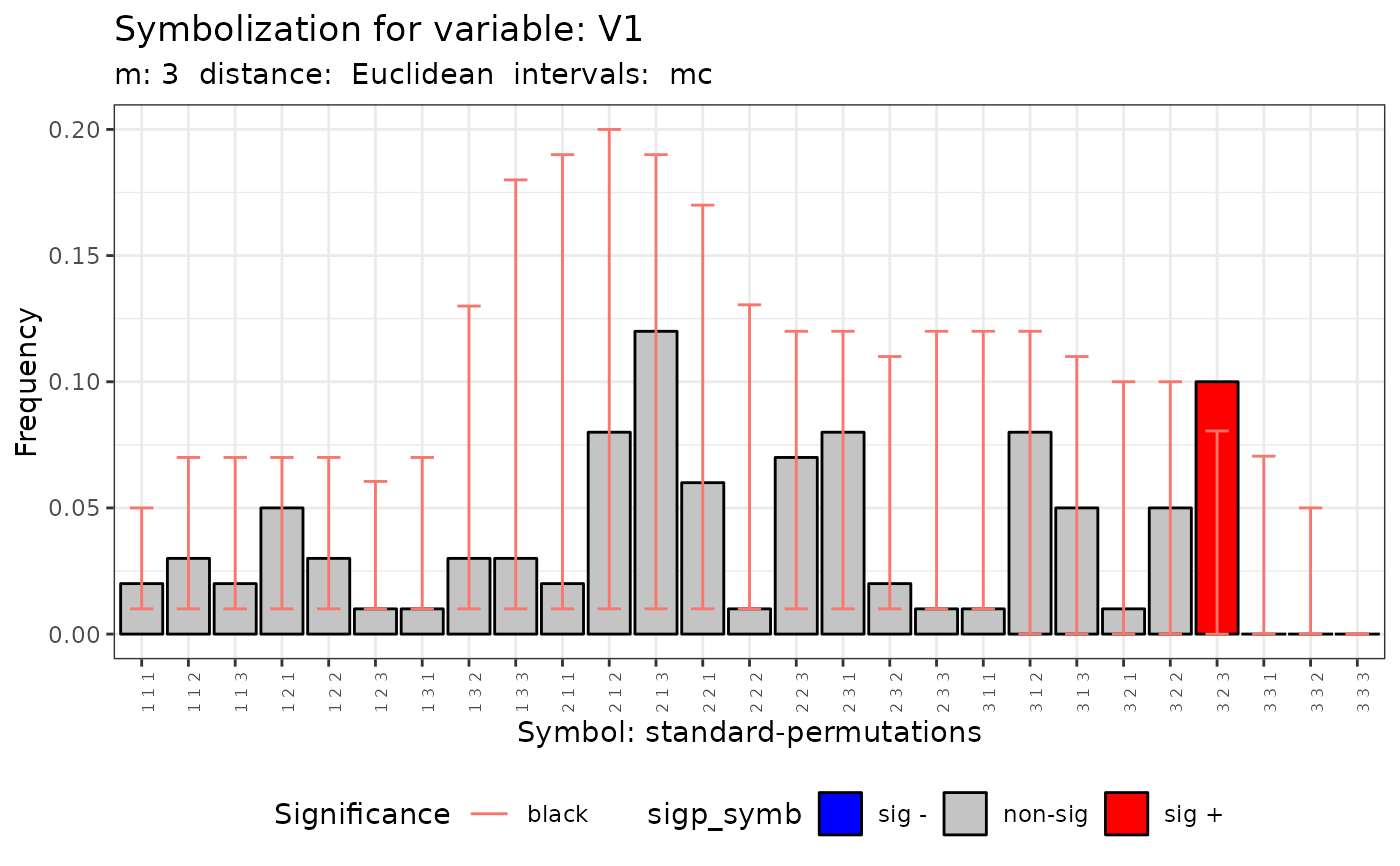 Symbolization for variable: V1
m: 3 distance: Euclidean intervals: mc
Frequency
0.20
0.15
0.10
0.05
0.00
1 1 1
1 1 2
1 1 3
1 2 1
1 2 2
1 2 3
1 3 1
1 3 2
1 3 3
2 1 1
2 1 2
2 1 3
2 2 1
2 2 2
2 2 3
2 3 1
2 3 2
2 3 3
3 1 1
3 1 2
3 1 3
3 2 1
3 2 2
3 2 3
3 3 1
3 3 2
3 3 3
Symbol: standard-permutations
Significance black sigp_symb sig - non-sig sig +